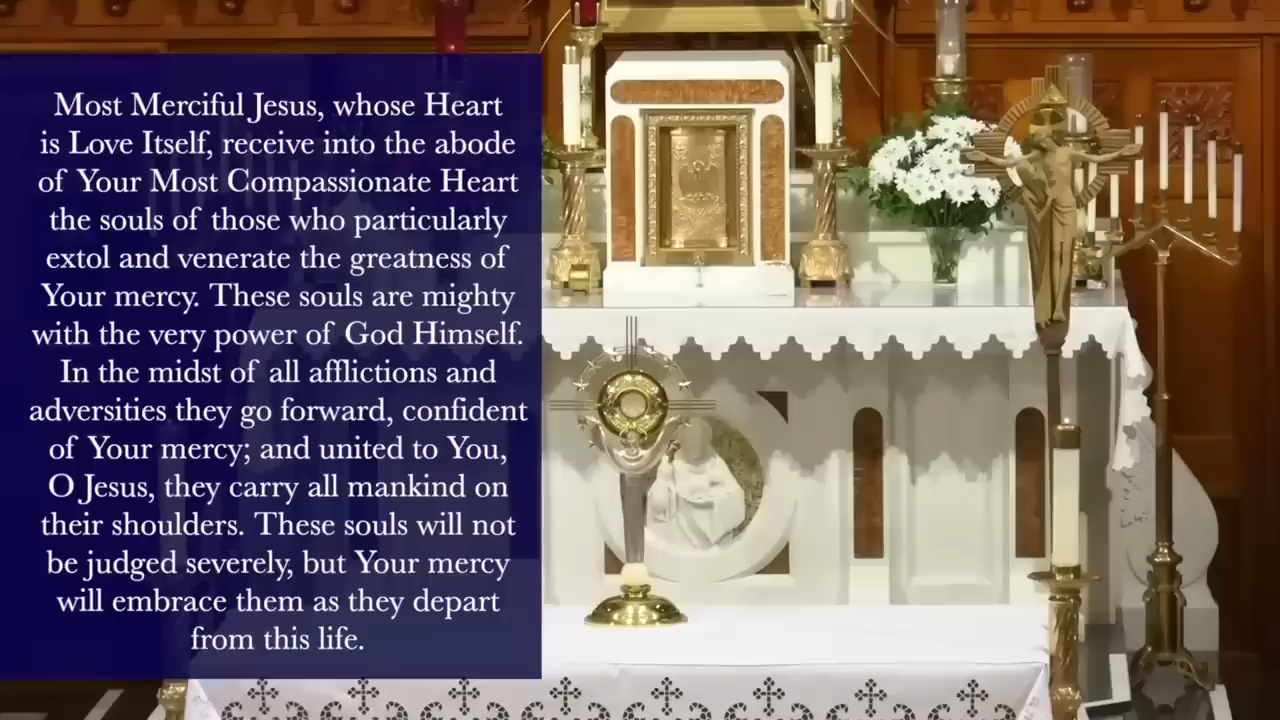 Most Merciful Jesus, whose Heart
is Love Itself, receive into the abode
of Your Most Compassionate Heart
the souls of those who particularly
extol and venerate the greatness of
Your mercy. These souls are mighty
with the very power of God Himself.
In the midst of all afflictions and
adversities they go forward, confident
of Your mercy; and united to You,
O Jesus, they carry all mankind on
their shoulders. These souls will not
be judged severely, but Your mercy
will embrace them as they depart
from this life.